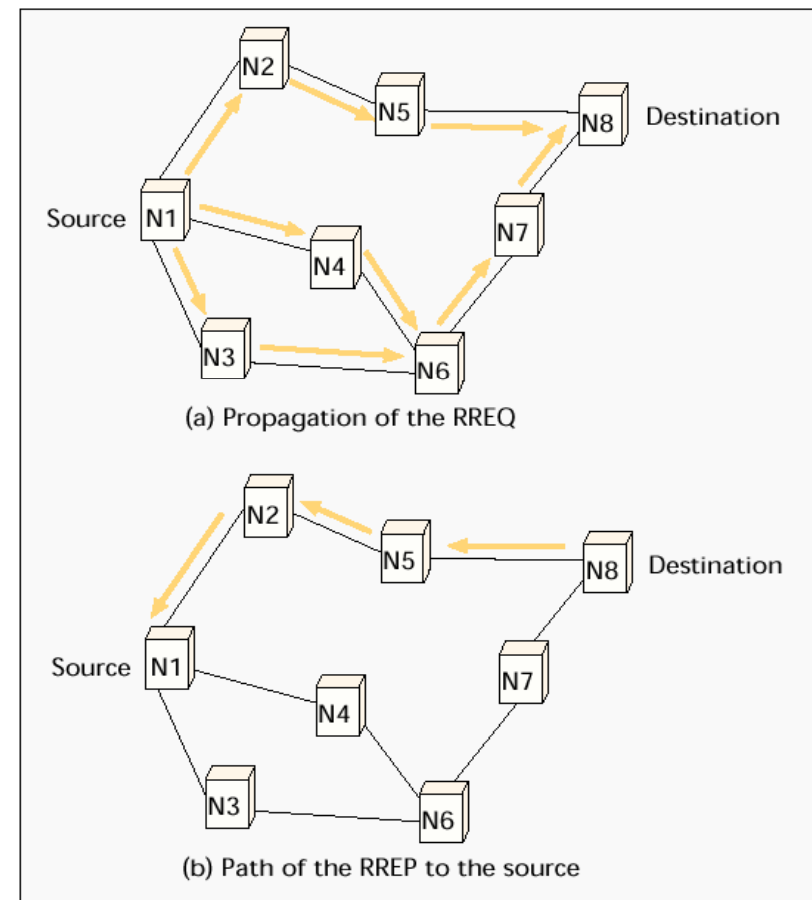 N2
N5
N8
Destination
Source
N1
N4
N7
N3
N6
(a) Propagation of the RREQ
N2
N5
N8
Destination
Source
N1
N7
N4
N3
N6
(b) Path of the RREP to the source